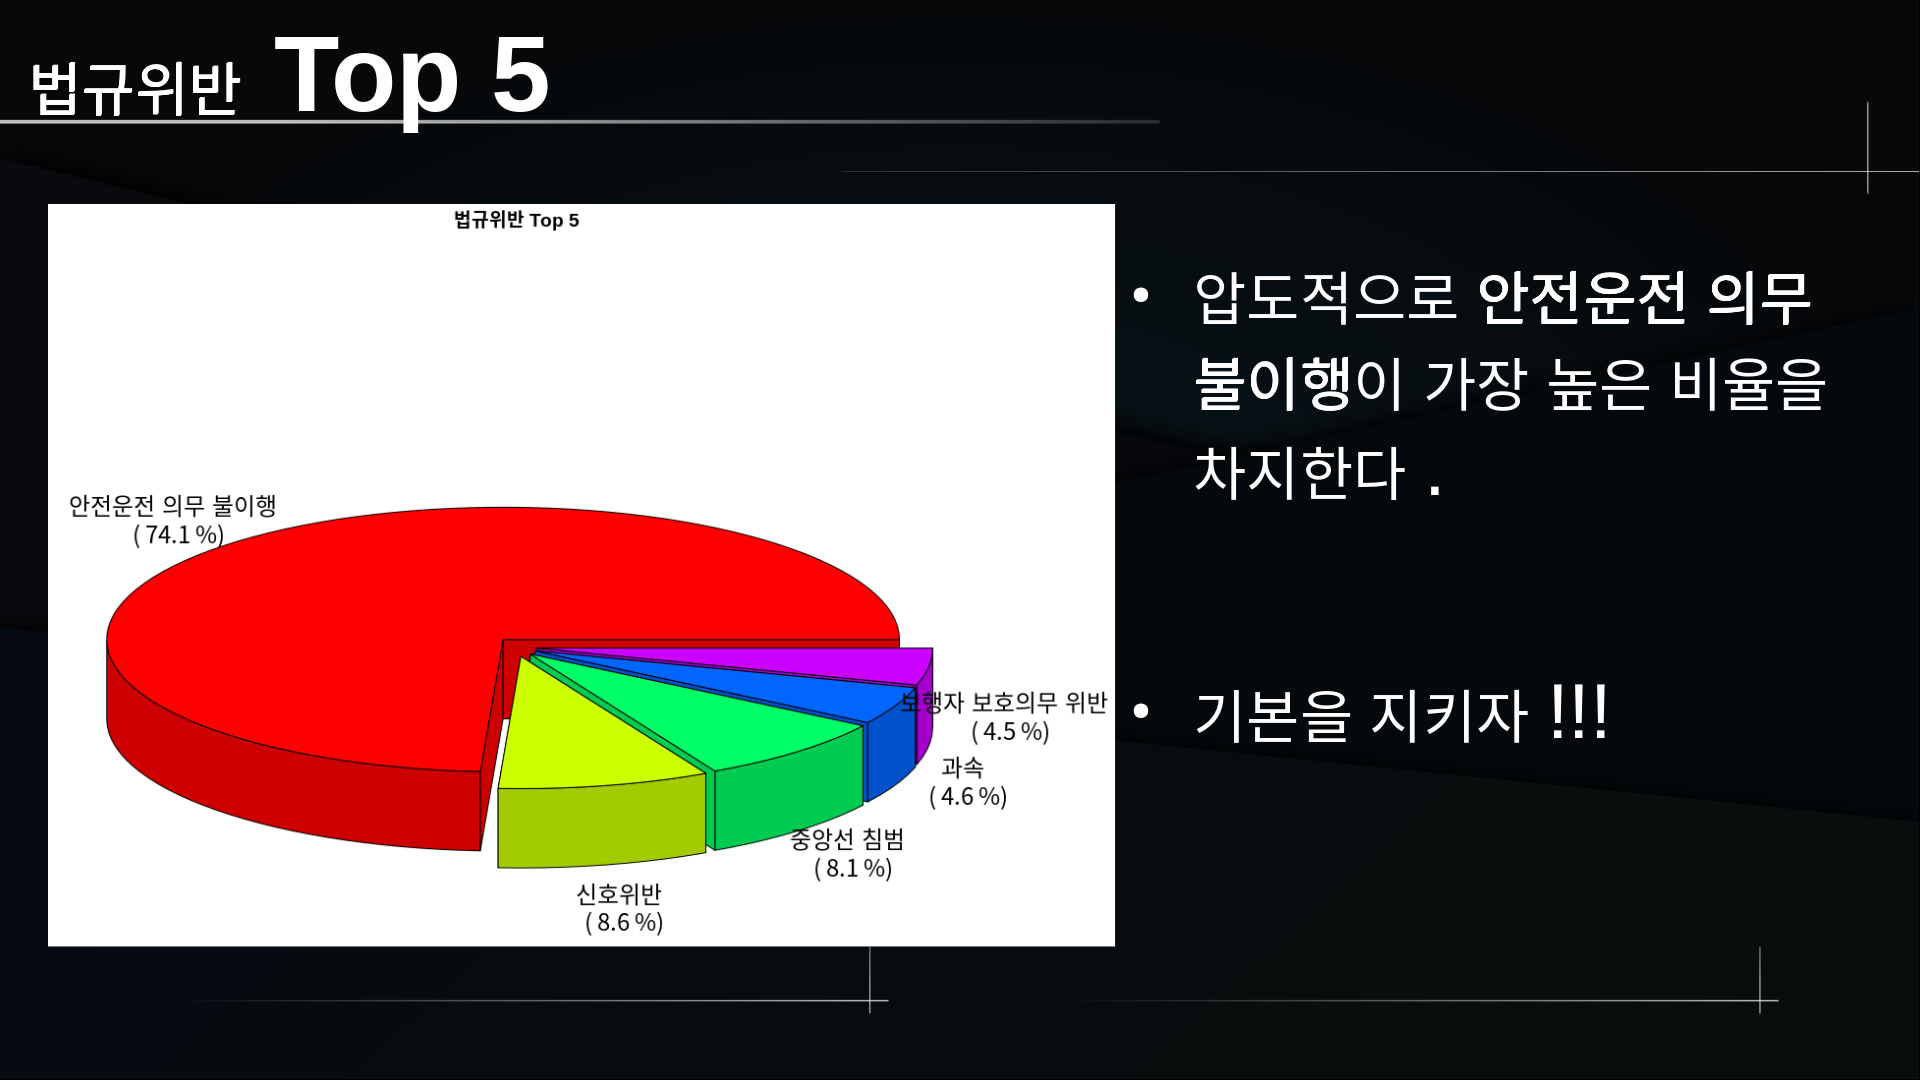 법규위반 Top 5
법규위반 Top 5
안전운전 의무 불이행
( 74.1 %)
보행자 보호의무 위반
( 4.5 %)
과속
( 4.6 %)
중앙선 침범
( 8.1 %)
신호위반
( 8.6 %)
• 압도적으로 안전운전 의무
불이행이 가장 높은 비율을
차지한다 .
• 기본을 지키자 !!!